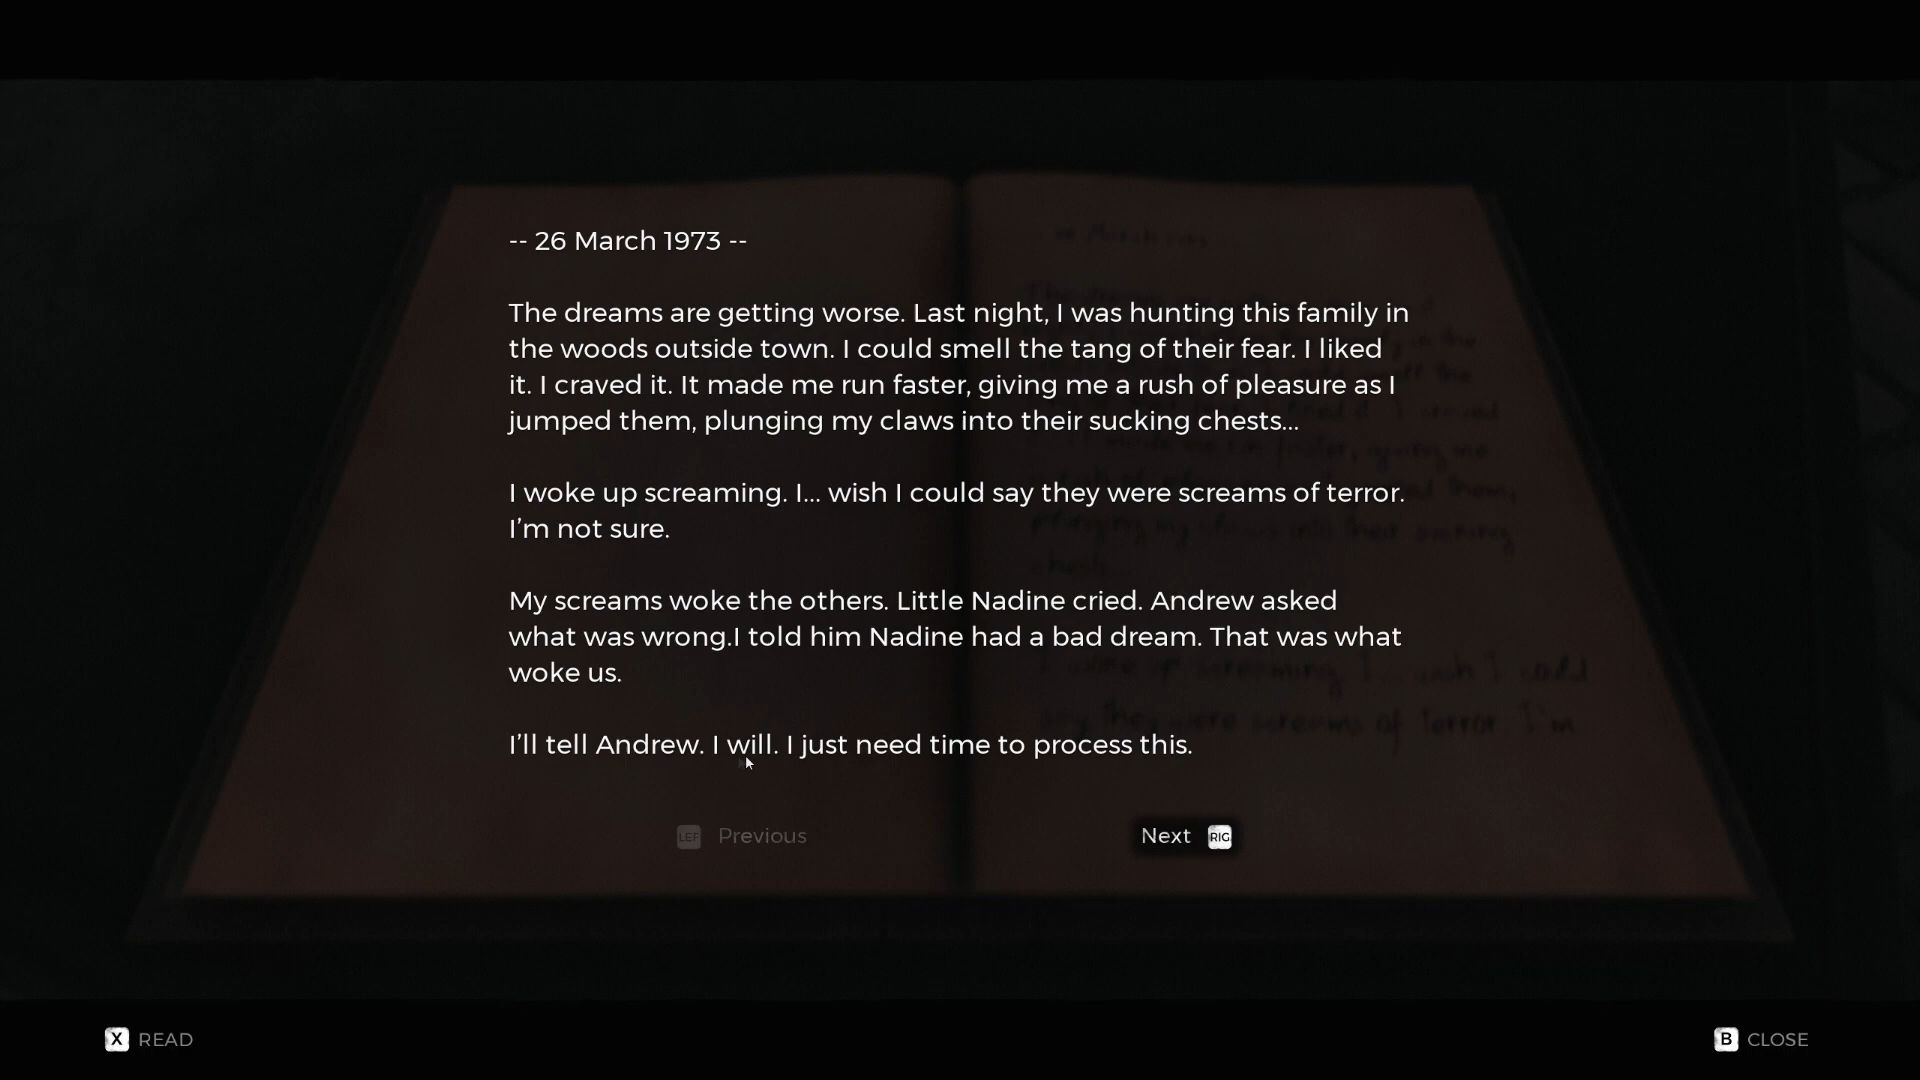 -- 26 March 1973 --
The dreams are getting worse. Last night, I was hunting this family in
the woods outside town. I could smell the tang of their fear. I liked
it. I craved it. It made me run faster, giving me a rush of pleasure as I
jumped them, plunging my claws into their sucking chests...
I woke up screaming. I... wish I could say they were screams of terror.
I’m not sure.
My screams woke the others. Little Nadine cried. Andrew asked
what was wrong.I told him Nadine had a bad dream. That was what
woke us.
I’ll tell Andrew. I will. I just need time to process this.
LEF Previous
Next RIG
X READ
B CLOSE